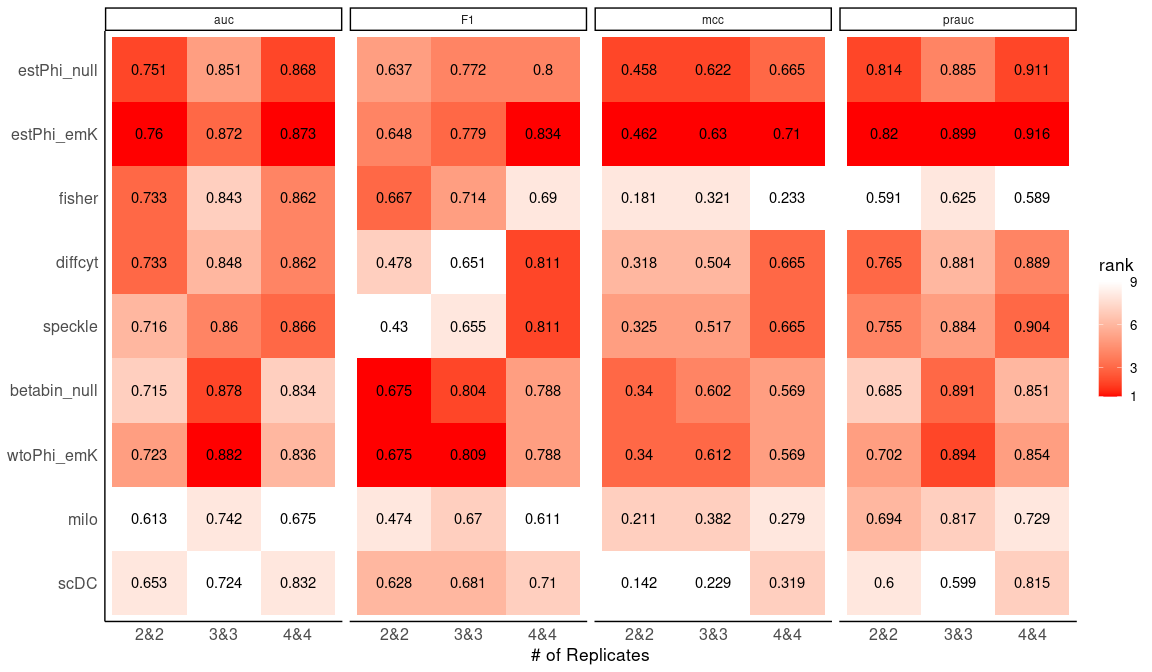 auc F1 mcc prauc
estPhi_null 0.751 0.851 0.868 0.637 0.772 0.8 0.458 0.622 0.665 0.814 0.885 0.911
estPhi_emK 0.76 0.872 0.873 0.648 0.779 0.834 0.462 0.63 0.71 0.82 0.899 0.916
fisher 0.733 0.843 0.862 0.667 0.714 0.69 0.181 0.321 0.233 0.591 0.625 0.589
diffcyt 0.733 0.848 0.862 0.478 0.651 0.811 0.318 0.504 0.665 0.765 0.881 0.889
speckle 0.716 0.86 0.866 0.43 0.655 0.811 0.325 0.517 0.665 0.755 0.884 0.904
betabin_null 0.715 0.878 0.834 0.675 0.804 0.788 0.34 0.602 0.569 0.685 0.891 0.851
wtoPhi_emK 0.723 0.882 0.836 0.675 0.809 0.788 0.34 0.612 0.569 0.702 0.894 0.854
milo 0.613 0.742 0.675 0.474 0.67 0.611 0.211 0.382 0.279 0.694 0.817 0.729
scDC 0.653 0.724 0.832 0.628 0.681 0.71 0.142 0.229 0.319 0.6 0.599 0.815
2&2 3&3 4&4 2&2 3&3 4&4 2&2 3&3 4&4 2&2 3&3 4&4
# of Replicates
rank
9
6
3
1